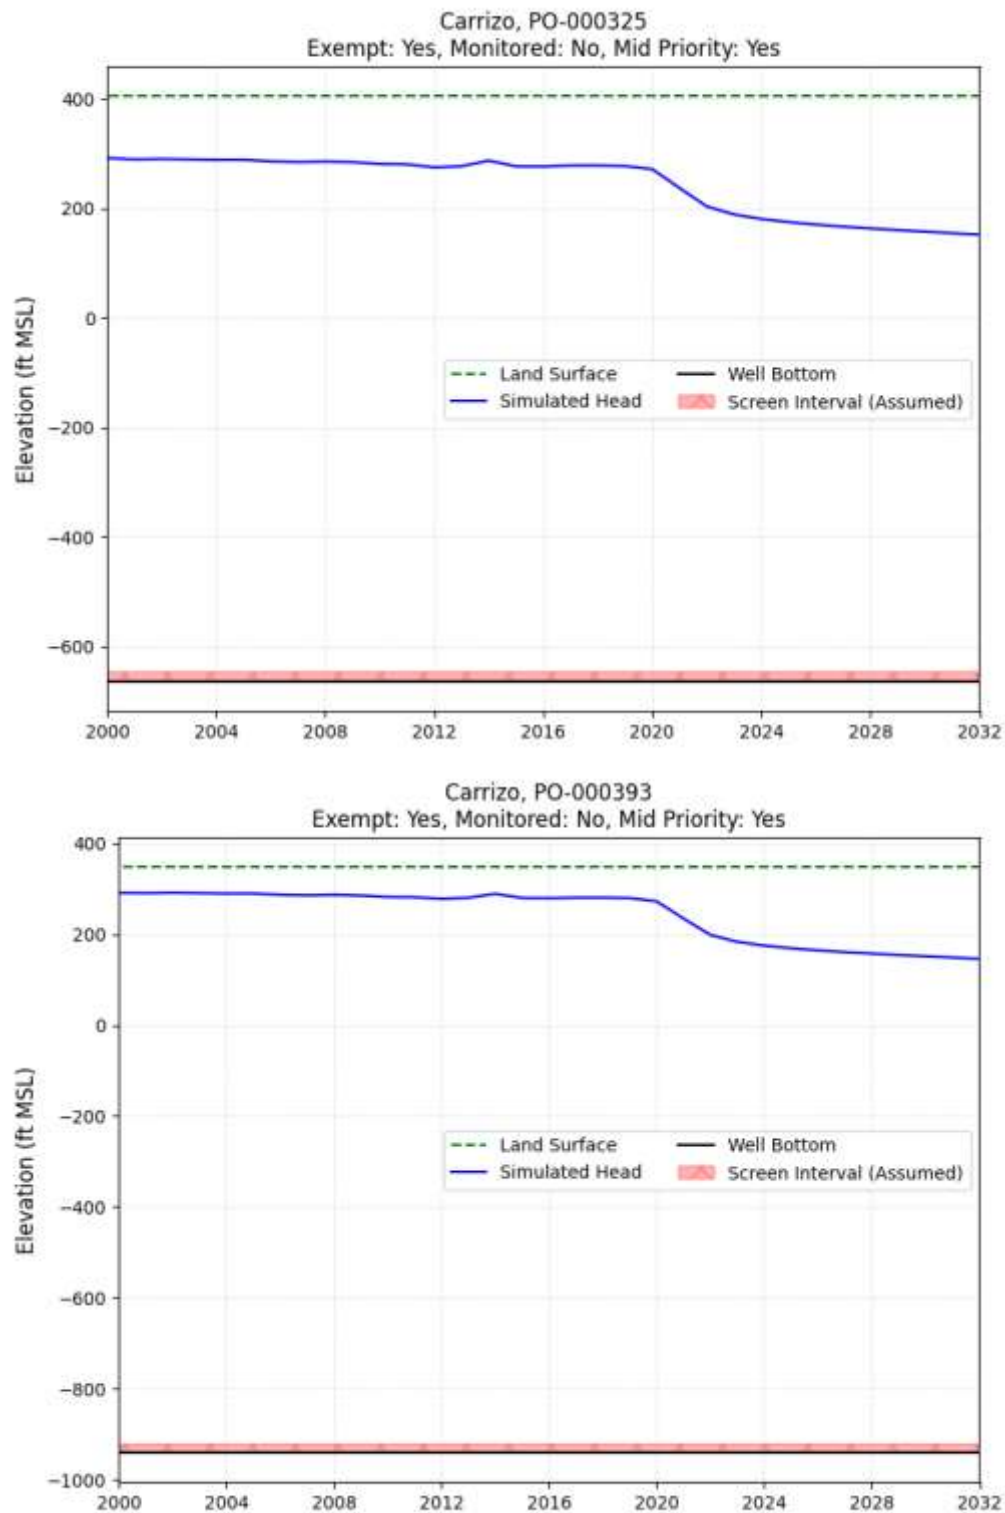 Carrizo, PO-000325
Exempt: Yes, Monitored: No, Mid Priority: Yes
400
200
0
−200
−400
−600
Elevation (ft MSL)
Land Surface
Simulated Head
Well Bottom
Screen Interval (Assumed)
2000 2004 2008 2012 2016 2020 2024 2028 2032
Carrizo, PO-000393
Exempt: Yes, Monitored: No, Mid Priority: Yes
400
200
0
−200
−400
−600
−800
−1000
Elevation (ft MSL)
Land Surface
Simulated Head
Well Bottom
Screen Interval (Assumed)
2000 2004 2008 2012 2016 2020 2024 2028 2032